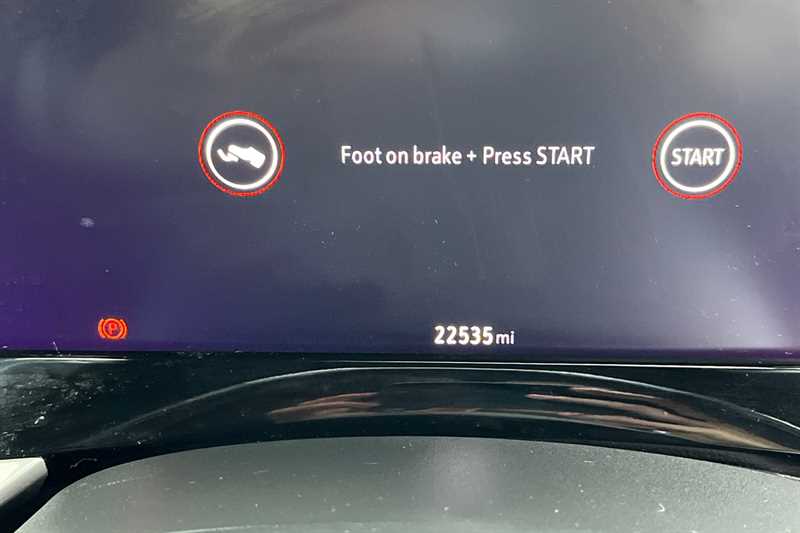 Foot on brake + Press START
START
P
22535 mi